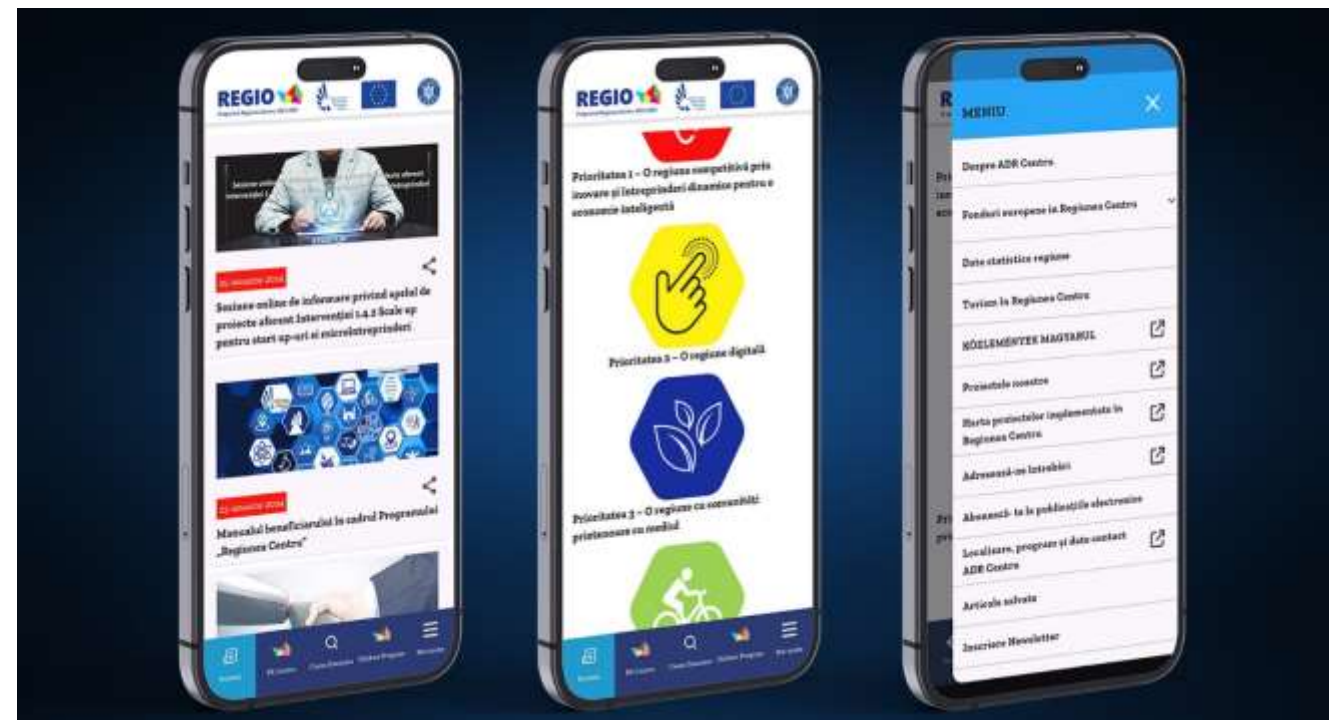 REGIO
Sesiune online de informare privind apelul de
proiecte aferent Intervenției 1.4.2 Scale up
pentru start up-uri si microîntreprinderi
Manualul beneficiarului în cadrul Programului
„Regiunea Centru”
REGIO
Prioritatea 1 – O regiune competitivă prin
inovare și întreprinderi dinamice pentru o
economie inteligentă
Prioritatea 2 – O regiune digitală
Prioritatea 3 – O regiune cu comunități
prietenoase cu mediul
MENIU
Despre ADR Centru
Fonduri europene in Regiunea Centru
Date statistice regiune
Turism în Regiunea Centru
KÖZLEMÉNYEK MAGYARUL
Proiectele noastre
Harta proiectelor implementate în
Regiunea Centru
Adresează-ne întrebări
Abonează- te la publicațiile electronice
Localizare, program și date contact
ADR Centru
Articole salvate
Inscriere Newsletter